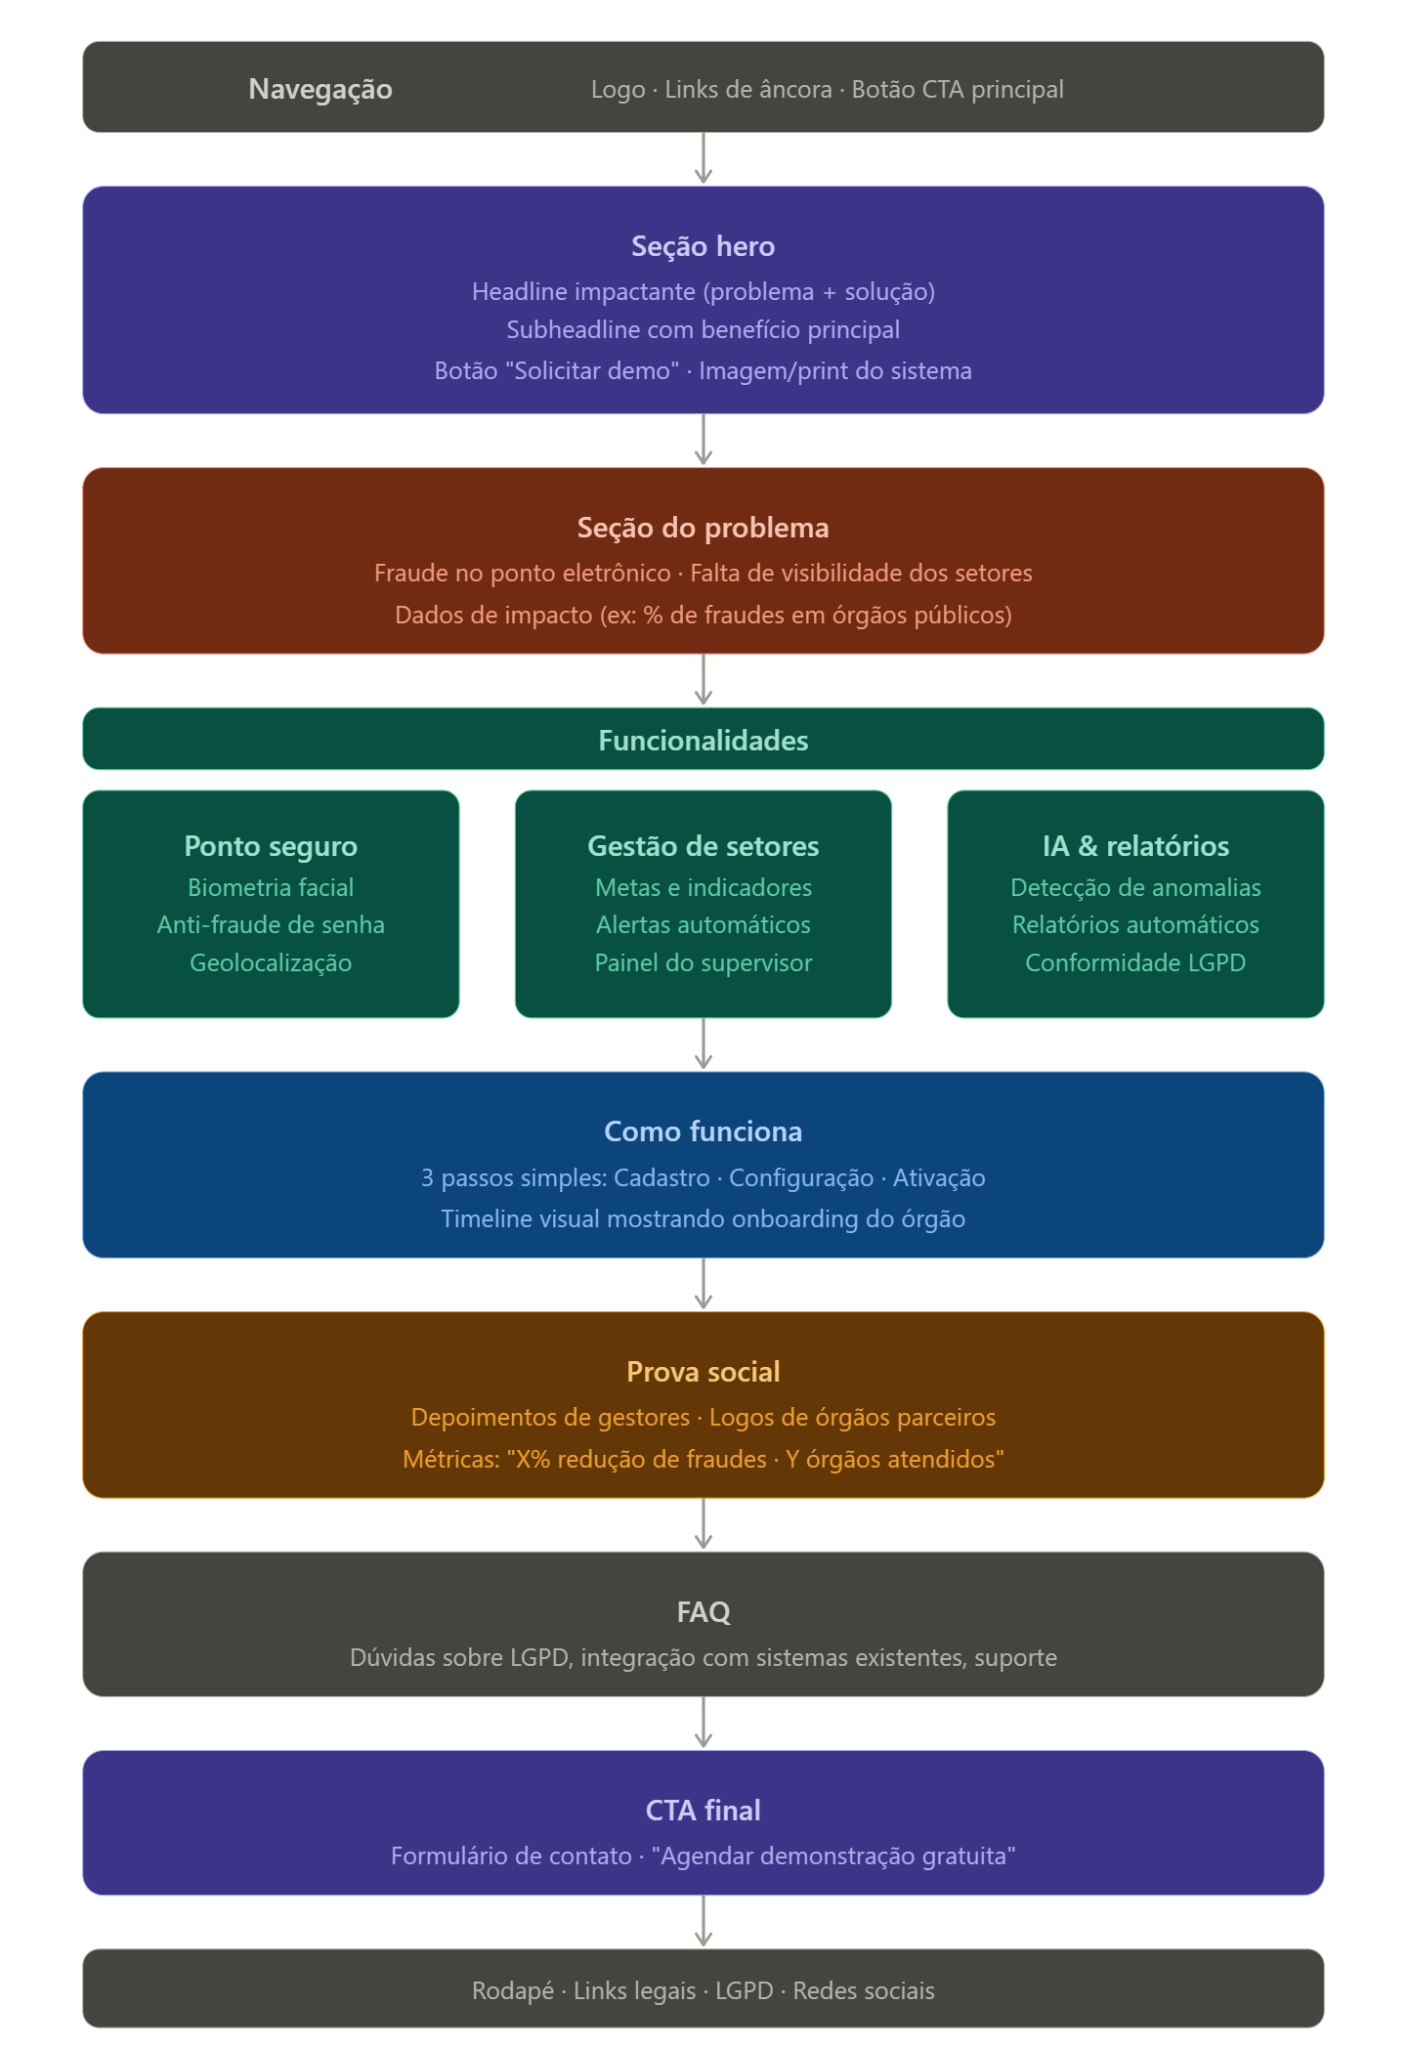 Navegação
Logo · Links de âncora · Botão CTA principal
Seção hero
Headline impactante (problema + solução)
Subheadline com benefício principal
Botão "Solicitar demo" · Imagem/print do sistema
Seção do problema
Fraude no ponto eletrônico · Falta de visibilidade dos setores
Dados de impacto (ex: % de fraudes em órgãos públicos)
Funcionalidades
Ponto seguro
Biometria facial
Anti-fraude de senha
Geolocalização
Gestão de setores
Metas e indicadores
Alertas automáticos
Painel do supervisor
IA & relatórios
Detecção de anomalias
Relatórios automáticos
Conformidade LGPD
Como funciona
3 passos simples: Cadastro · Configuração · Ativação
Timeline visual mostrando onboarding do órgão
Prova social
Depoimentos de gestores · Logos de órgãos parceiros
Métricas: "X% redução de fraudes · Y órgãos atendidos"
FAQ
Dúvidas sobre LGPD, integração com sistemas existentes, suporte
CTA final
Formulário de contato · "Agendar demonstração gratuita"
Rodapé · Links legais · LGPD · Redes sociais